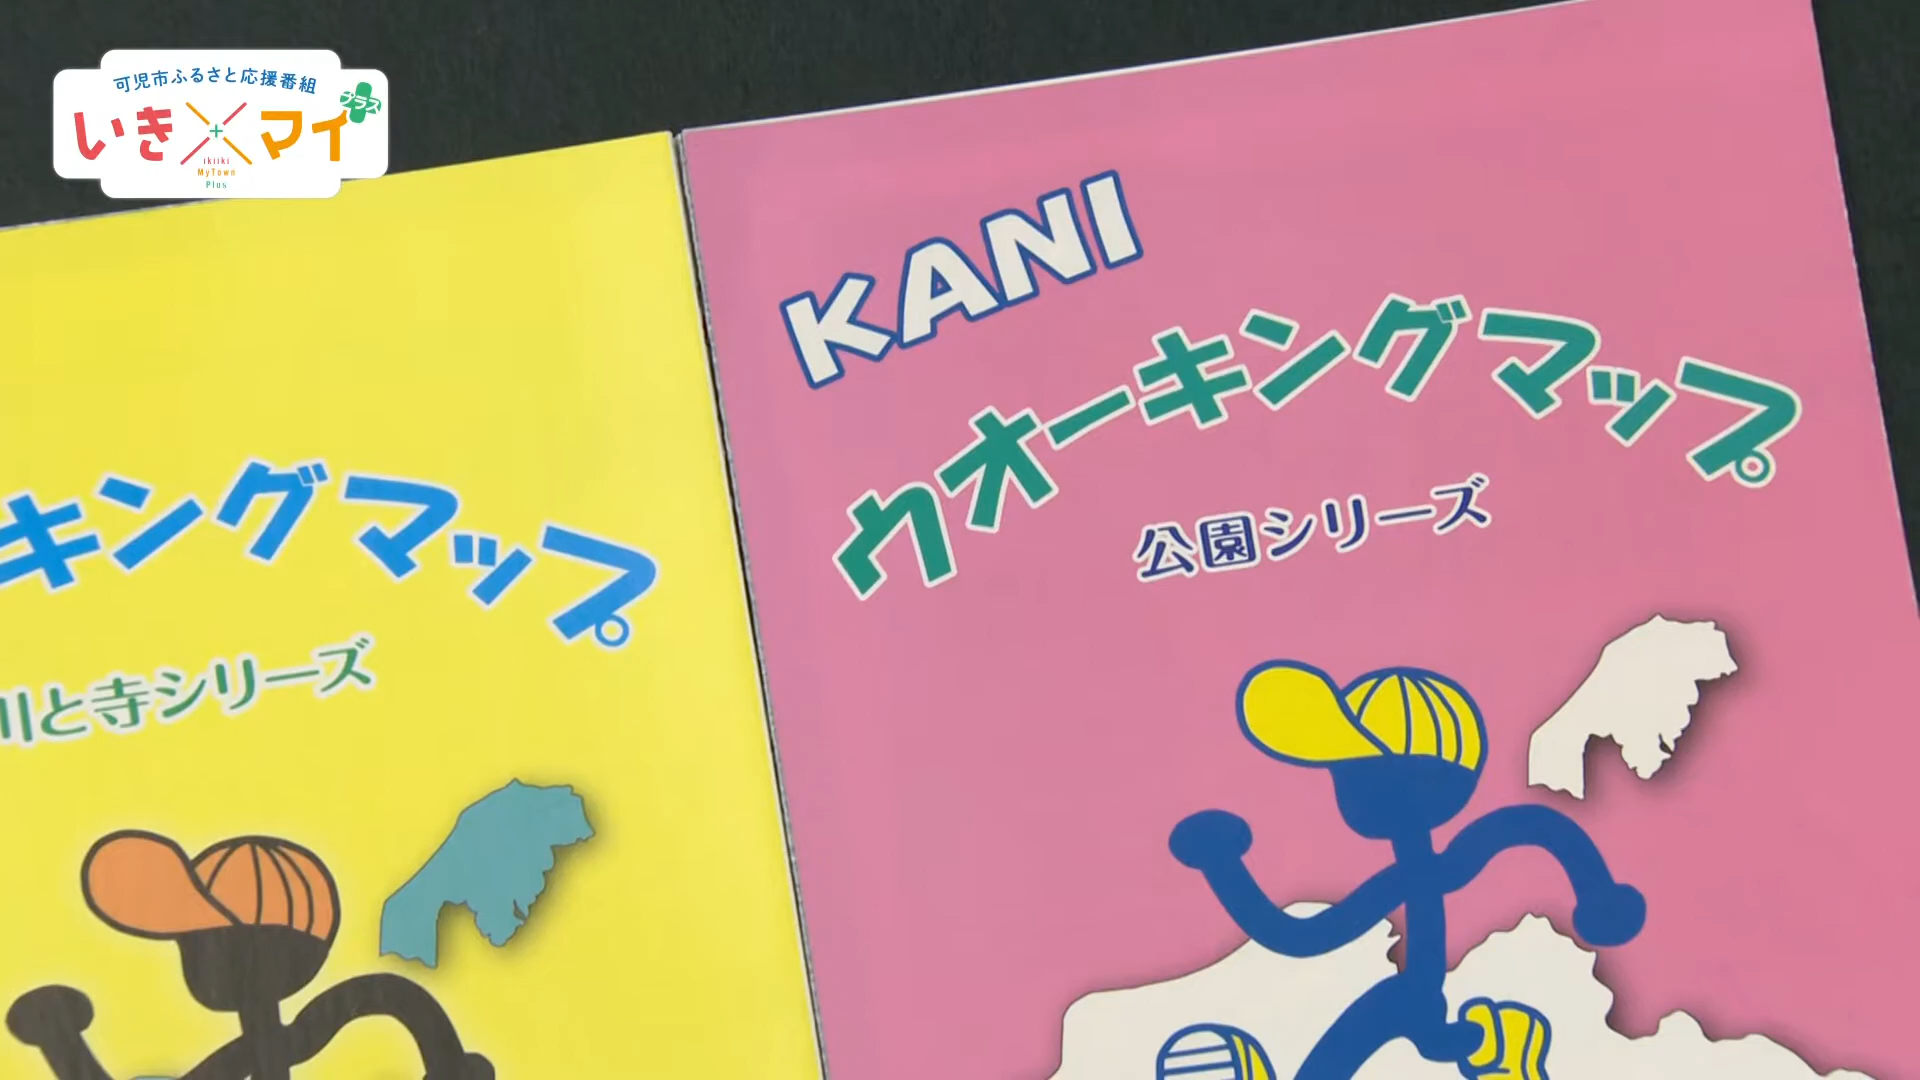 可児市ふるさと応援番組
いき×マイ
プラス
ikiiki
MyTown
Plus
KANI
ウオーキングマップ
公園シリーズ
キングマップ
川と寺シリーズ